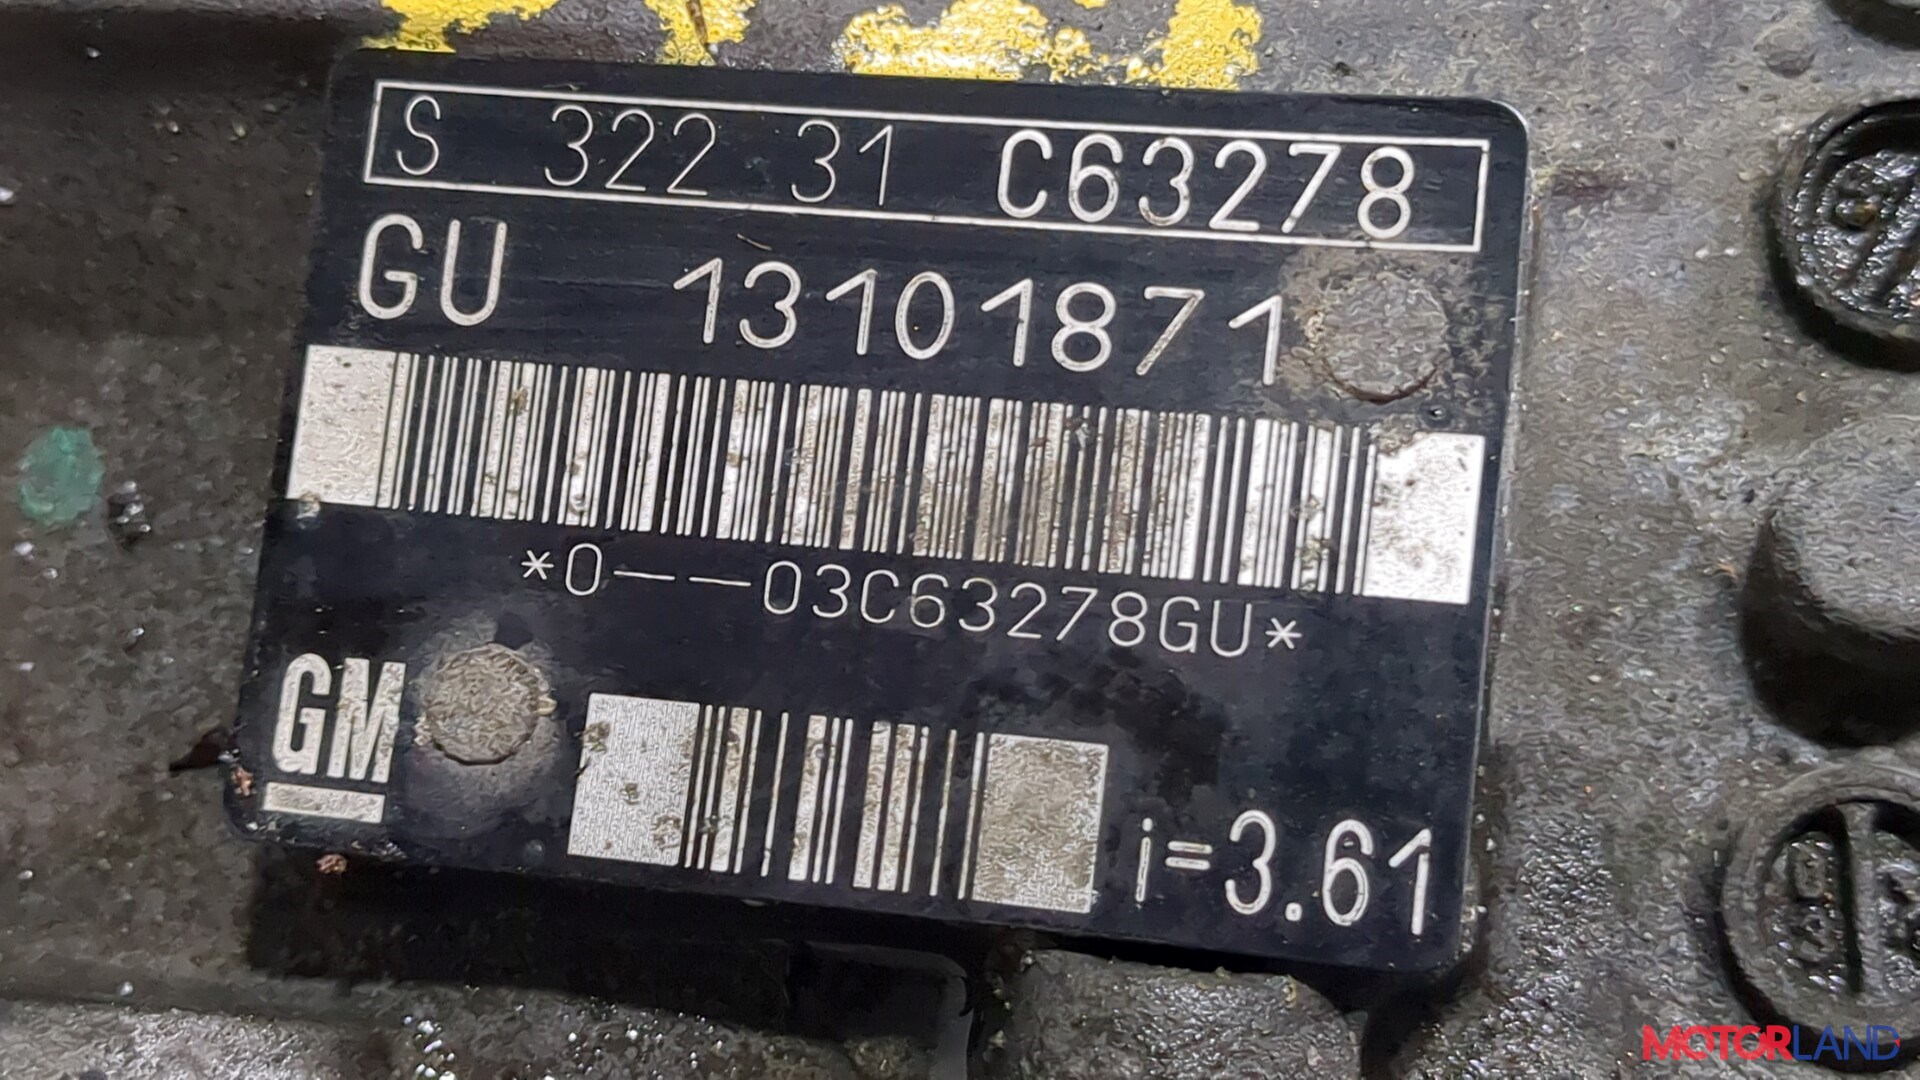 S 322 31 C63278
GU 13101871
*0--03C63278GU*
GM
i=3.61
MOTORLAND